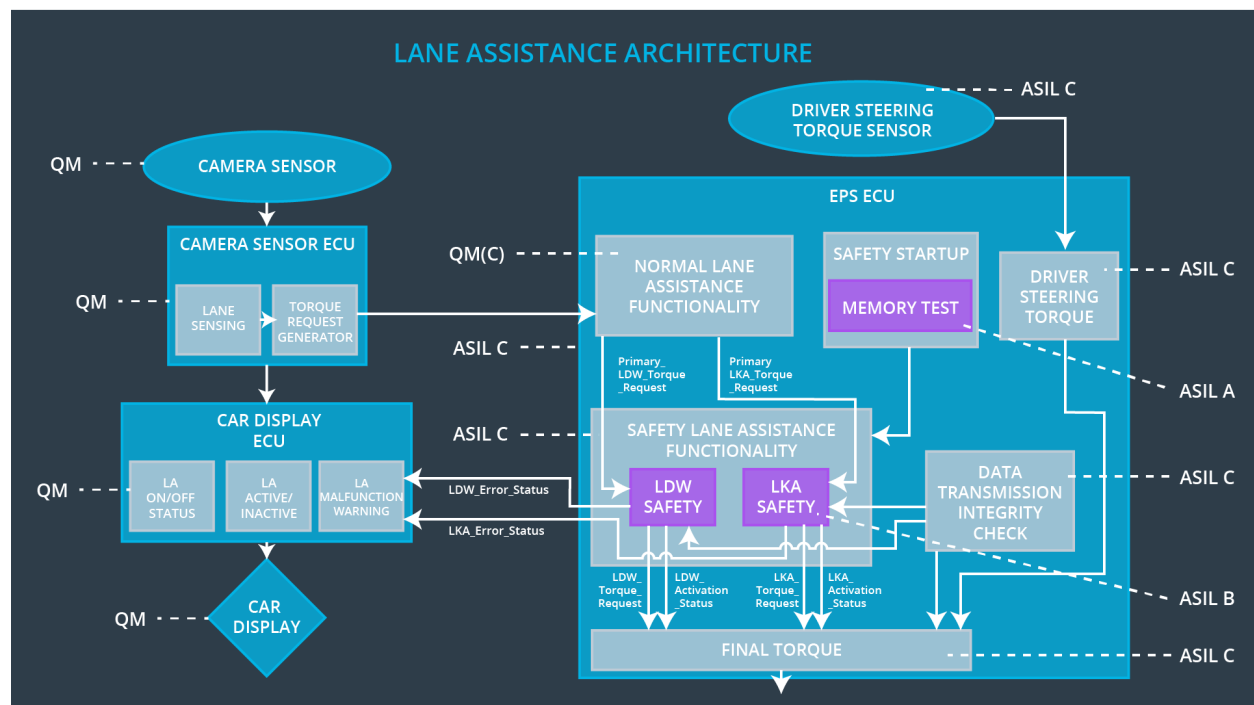 LANE ASSISTANCE ARCHITECTURE
ASIL C
DRIVER STEERING
TORQUE SENSOR
QM
CAMERA SENSOR
EPS ECU
CAMERA SENSOR ECU
QM(C)
NORMAL LANE
ASSISTANCE
FUNCTIONALITY
SAFETY STARTUP
MEMORY TEST
DRIVER
STEERING
TORQUE
ASIL C
QM
LANE
SENSING
TORQUE
REQUEST
GENERATOR
ASIL C
Primary_
LDW_Torque
_Request
Primary
LKA_Torque
_Request
ASIL A
CAR DISPLAY
ECU
ASIL C
SAFETY LANE ASSISTANCE
FUNCTIONALITY
QM
LA
ON/OFF
STATUS
LA
ACTIVE/
INACTIVE
LA
MALFUNCTION
WARNING
LDW_Error_Status
LKA_Error_Status
LDW
SAFETY
LKA
SAFETY
DATA
TRANSMISSION
INTEGRITY
CHECK
ASIL C
LDW_
Torque_
Request
LDW_
Activation
_Status
LKA_
Torque_
Request
LKA_
Activation
_Status
ASIL B
QM
CAR
DISPLAY
FINAL TORQUE
ASIL C